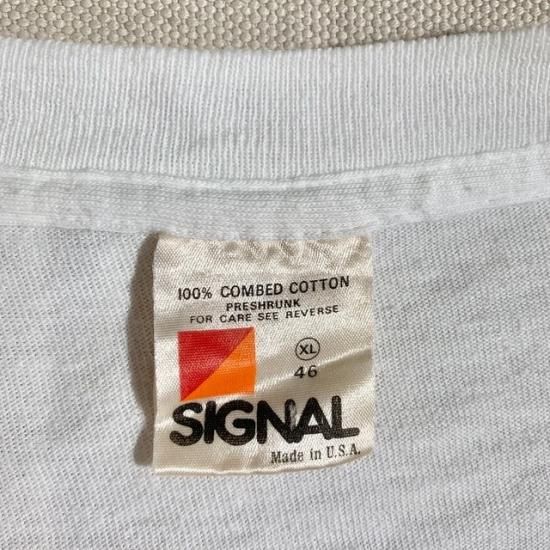 100% COMBED COTTON
PRESHRUNK
FOR CARE SEE REVERSE
XL
46
SIGNAL
Made in U.S.A.